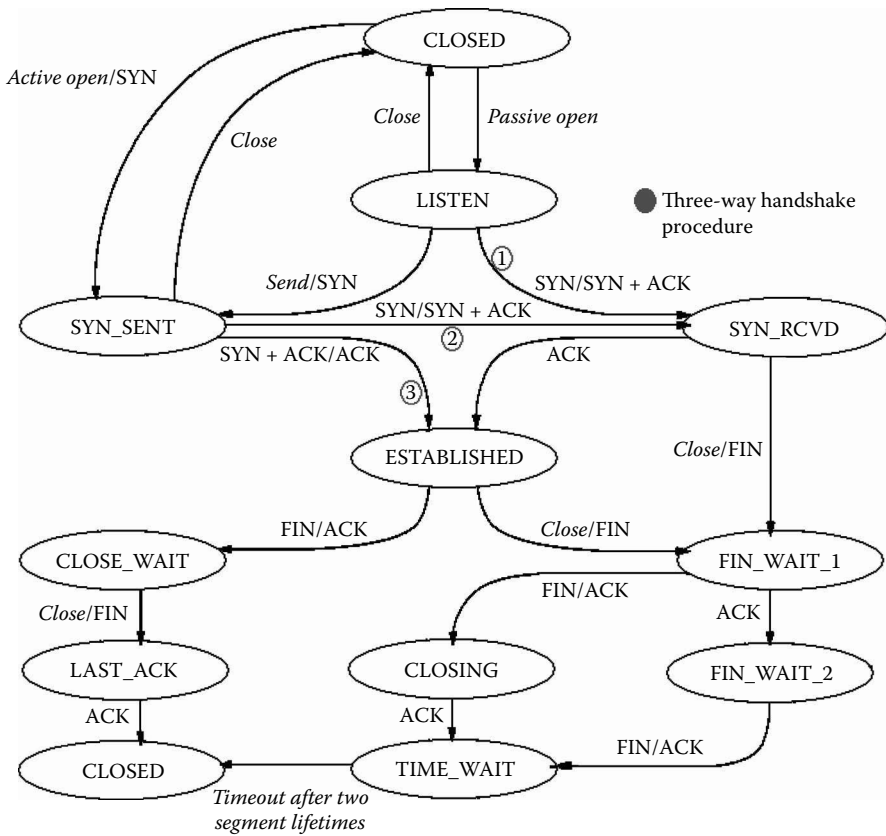 CLOSED
Active open/SYN
Close
Close
Passive open
LISTEN
Three-way handshake
procedure
1
Send/SYN
SYN/SYN + ACK
SYN_SENT
SYN/SYN + ACK
SYN_RCVD
2
SYN + ACK/ACK
ACK
3
ESTABLISHED
Close/FIN
FIN/ACK
Close/FIN
CLOSE_WAIT
FIN_WAIT_1
FIN/ACK
Close/FIN
ACK
LAST_ACK
CLOSING
FIN_WAIT_2
ACK
ACK
FIN/ACK
CLOSED
TIME_WAIT
Timeout after two
segment lifetimes